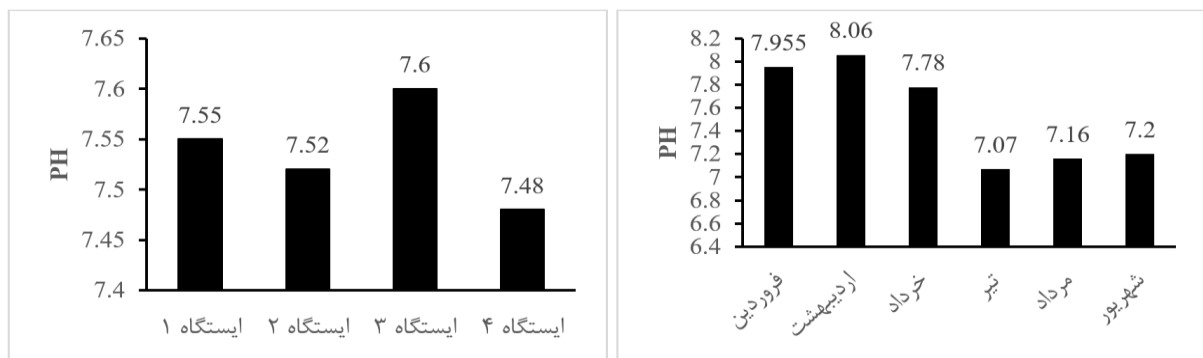 7.65
7.6
7.55
7.5
7.45
7.4
PH
7.55
7.52
7.6
7.48
ایستگاه ۱
ایستگاه ۲
ایستگاه ۳
ایستگاه ۴
8.2
8
7.8
7.6
7.4
7.2
7
6.8
6.6
6.4
PH
7.955
8.06
7.78
7.07
7.16
7.2
فروردین
اردیبهشت
خرداد
تیر
مرداد
شهریور